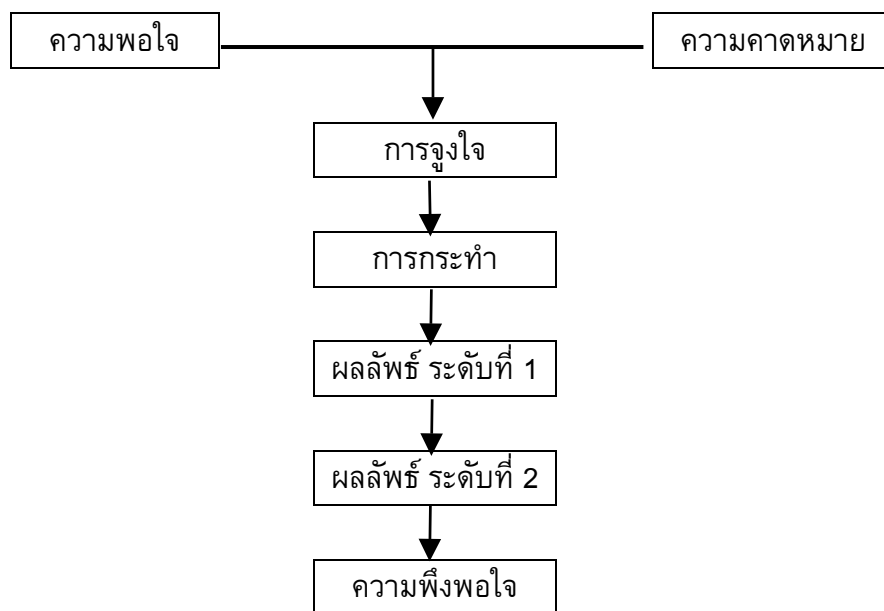 ความพอใจ
ความคาดหมาย
การจูงใจ
การกระทำ
ผลลัพธ์ ระดับที่ 1
ผลลัพธ์ ระดับที่ 2
ความพึงพอใจ